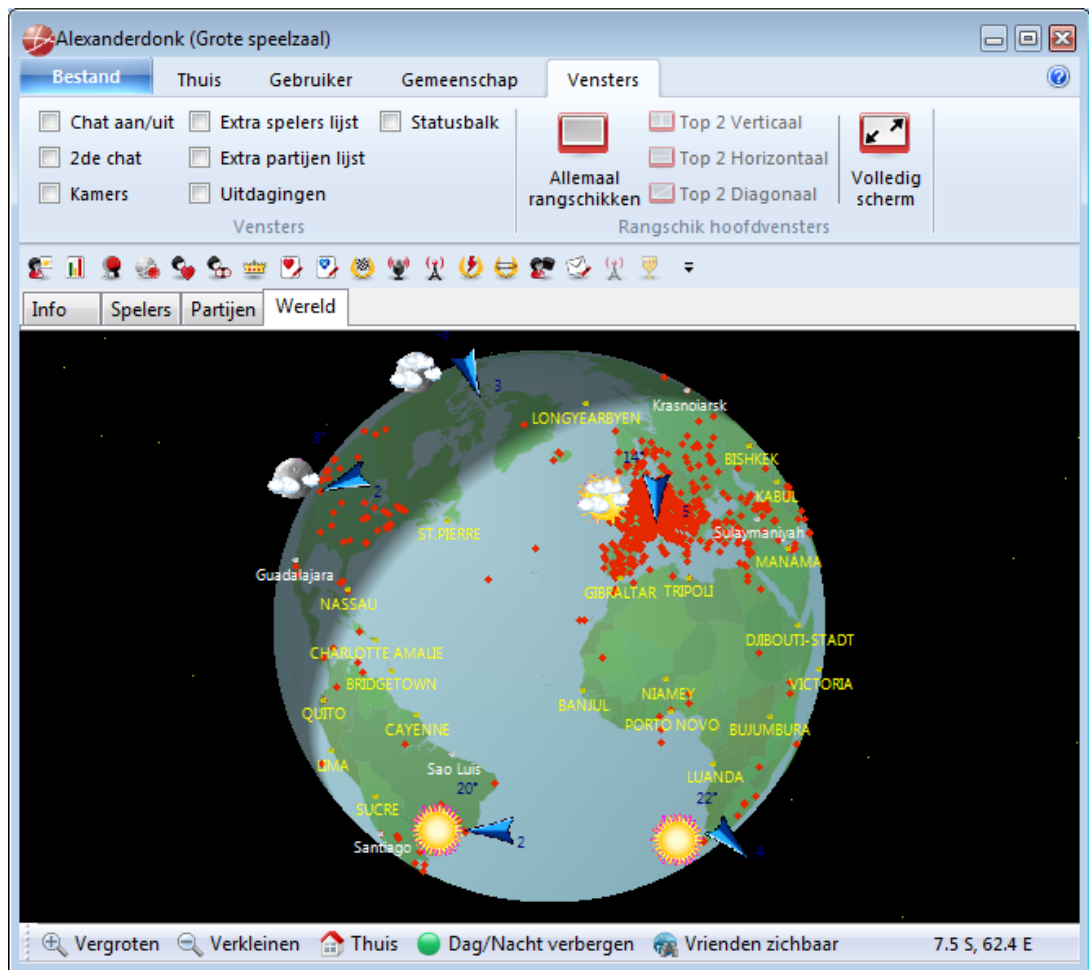 Alexanderdonk (Grote speelzaal)
Bestand Thuis Gebruiker Gemeenschap Vensters
Chat aan/uit Extra spelers lijst Statusbalk
2de chat Extra partijen lijst
Kamers Uitdagingen
Vensters
Allemaal rangschikken
Top 2 Verticaal
Top 2 Horizontaal
Top 2 Diagonaal
Volledig scherm
Rangschik hoofdvensters
Info Spelers Partijen Wereld
3
Krasnoiarsk
LONGYEARBYEN
8°
14°
BISHKEK
2
KABUL
5
ST.PIERRE
Sulaymaniyah
MANAMA
Guadalajara
NASSAU
GIBRALTAR TRIPOLI
DJIBOUTI-STADT
CHARLOTTE AMALIE
BRIDGETOWN
NIAMEY
VICTORIA
BANJUL
QUITO
PORTO NOVO
CAYENNE
BUJUMBURA
LIMA
Sao Luis
LUANDA
20°
22°
SUCRE
2
Santiago
4
Vergroten Verkleinen Thuis Dag/Nacht verbergen Vrienden zichbaar 7.5 S, 62.4 E